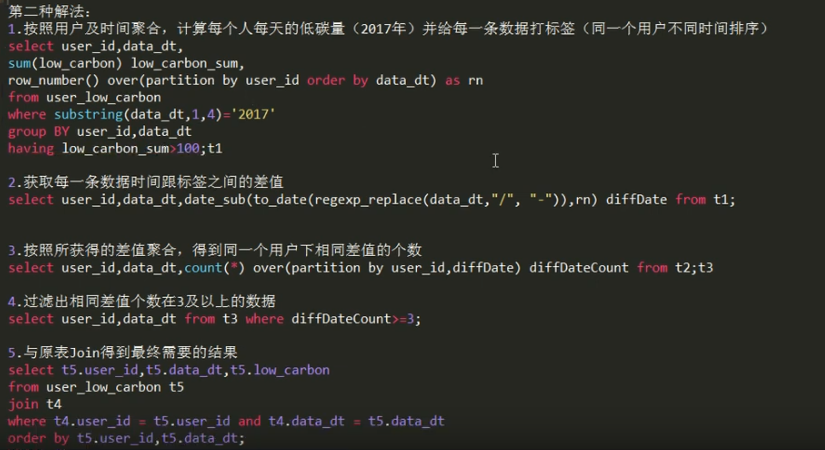 第二种解法:
1.按照用户及时间聚合，计算每个人每天的低碳量（2017年）并给每一条数据打标签（同一个用户不同时间排序）
select user_id,data_dt,
sum(low_carbon) low_carbon_sum,
row_number() over(partition by user_id order by data_dt) as rn
from user_low_carbon
where substring(data_dt,1,4)='2017'
group BY user_id,data_dt
having low_carbon_sum>100;t1
2.获取每一条数据时间跟标签之间的差值
select user_id,data_dt,date_sub(to_date(regexp_replace(data_dt,"/", "-")),rn) diffDate from t1;
3.按照所获得的差值聚合，得到同一个用户下相同差值的个数
select user_id,data_dt,count(*) over(partition by user_id,diffDate) diffDateCount from t2;t3
4.过滤出相同差值个数在3及以上的数据
select user_id,data_dt from t3 where diffDateCount>=3;
5.与原表Join得到最终需要的结果
select t5.user_id,t5.data_dt,t5.low_carbon
from user_low_carbon t5
join t4
where t4.user_id = t5.user_id and t4.data_dt = t5.data_dt
order by t5.user_id,t5.data_dt;